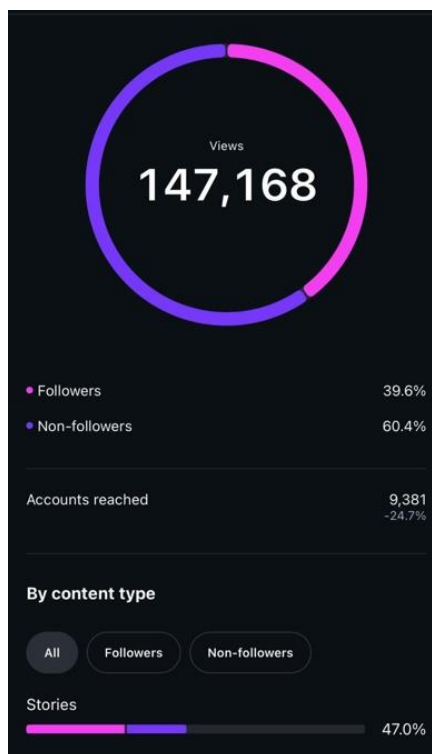 Views
147,168
Followers 39.6%
Non-followers 60.4%
Accounts reached 9,381
-24.7%
By content type
All Followers Non-followers
Stories
47.0%